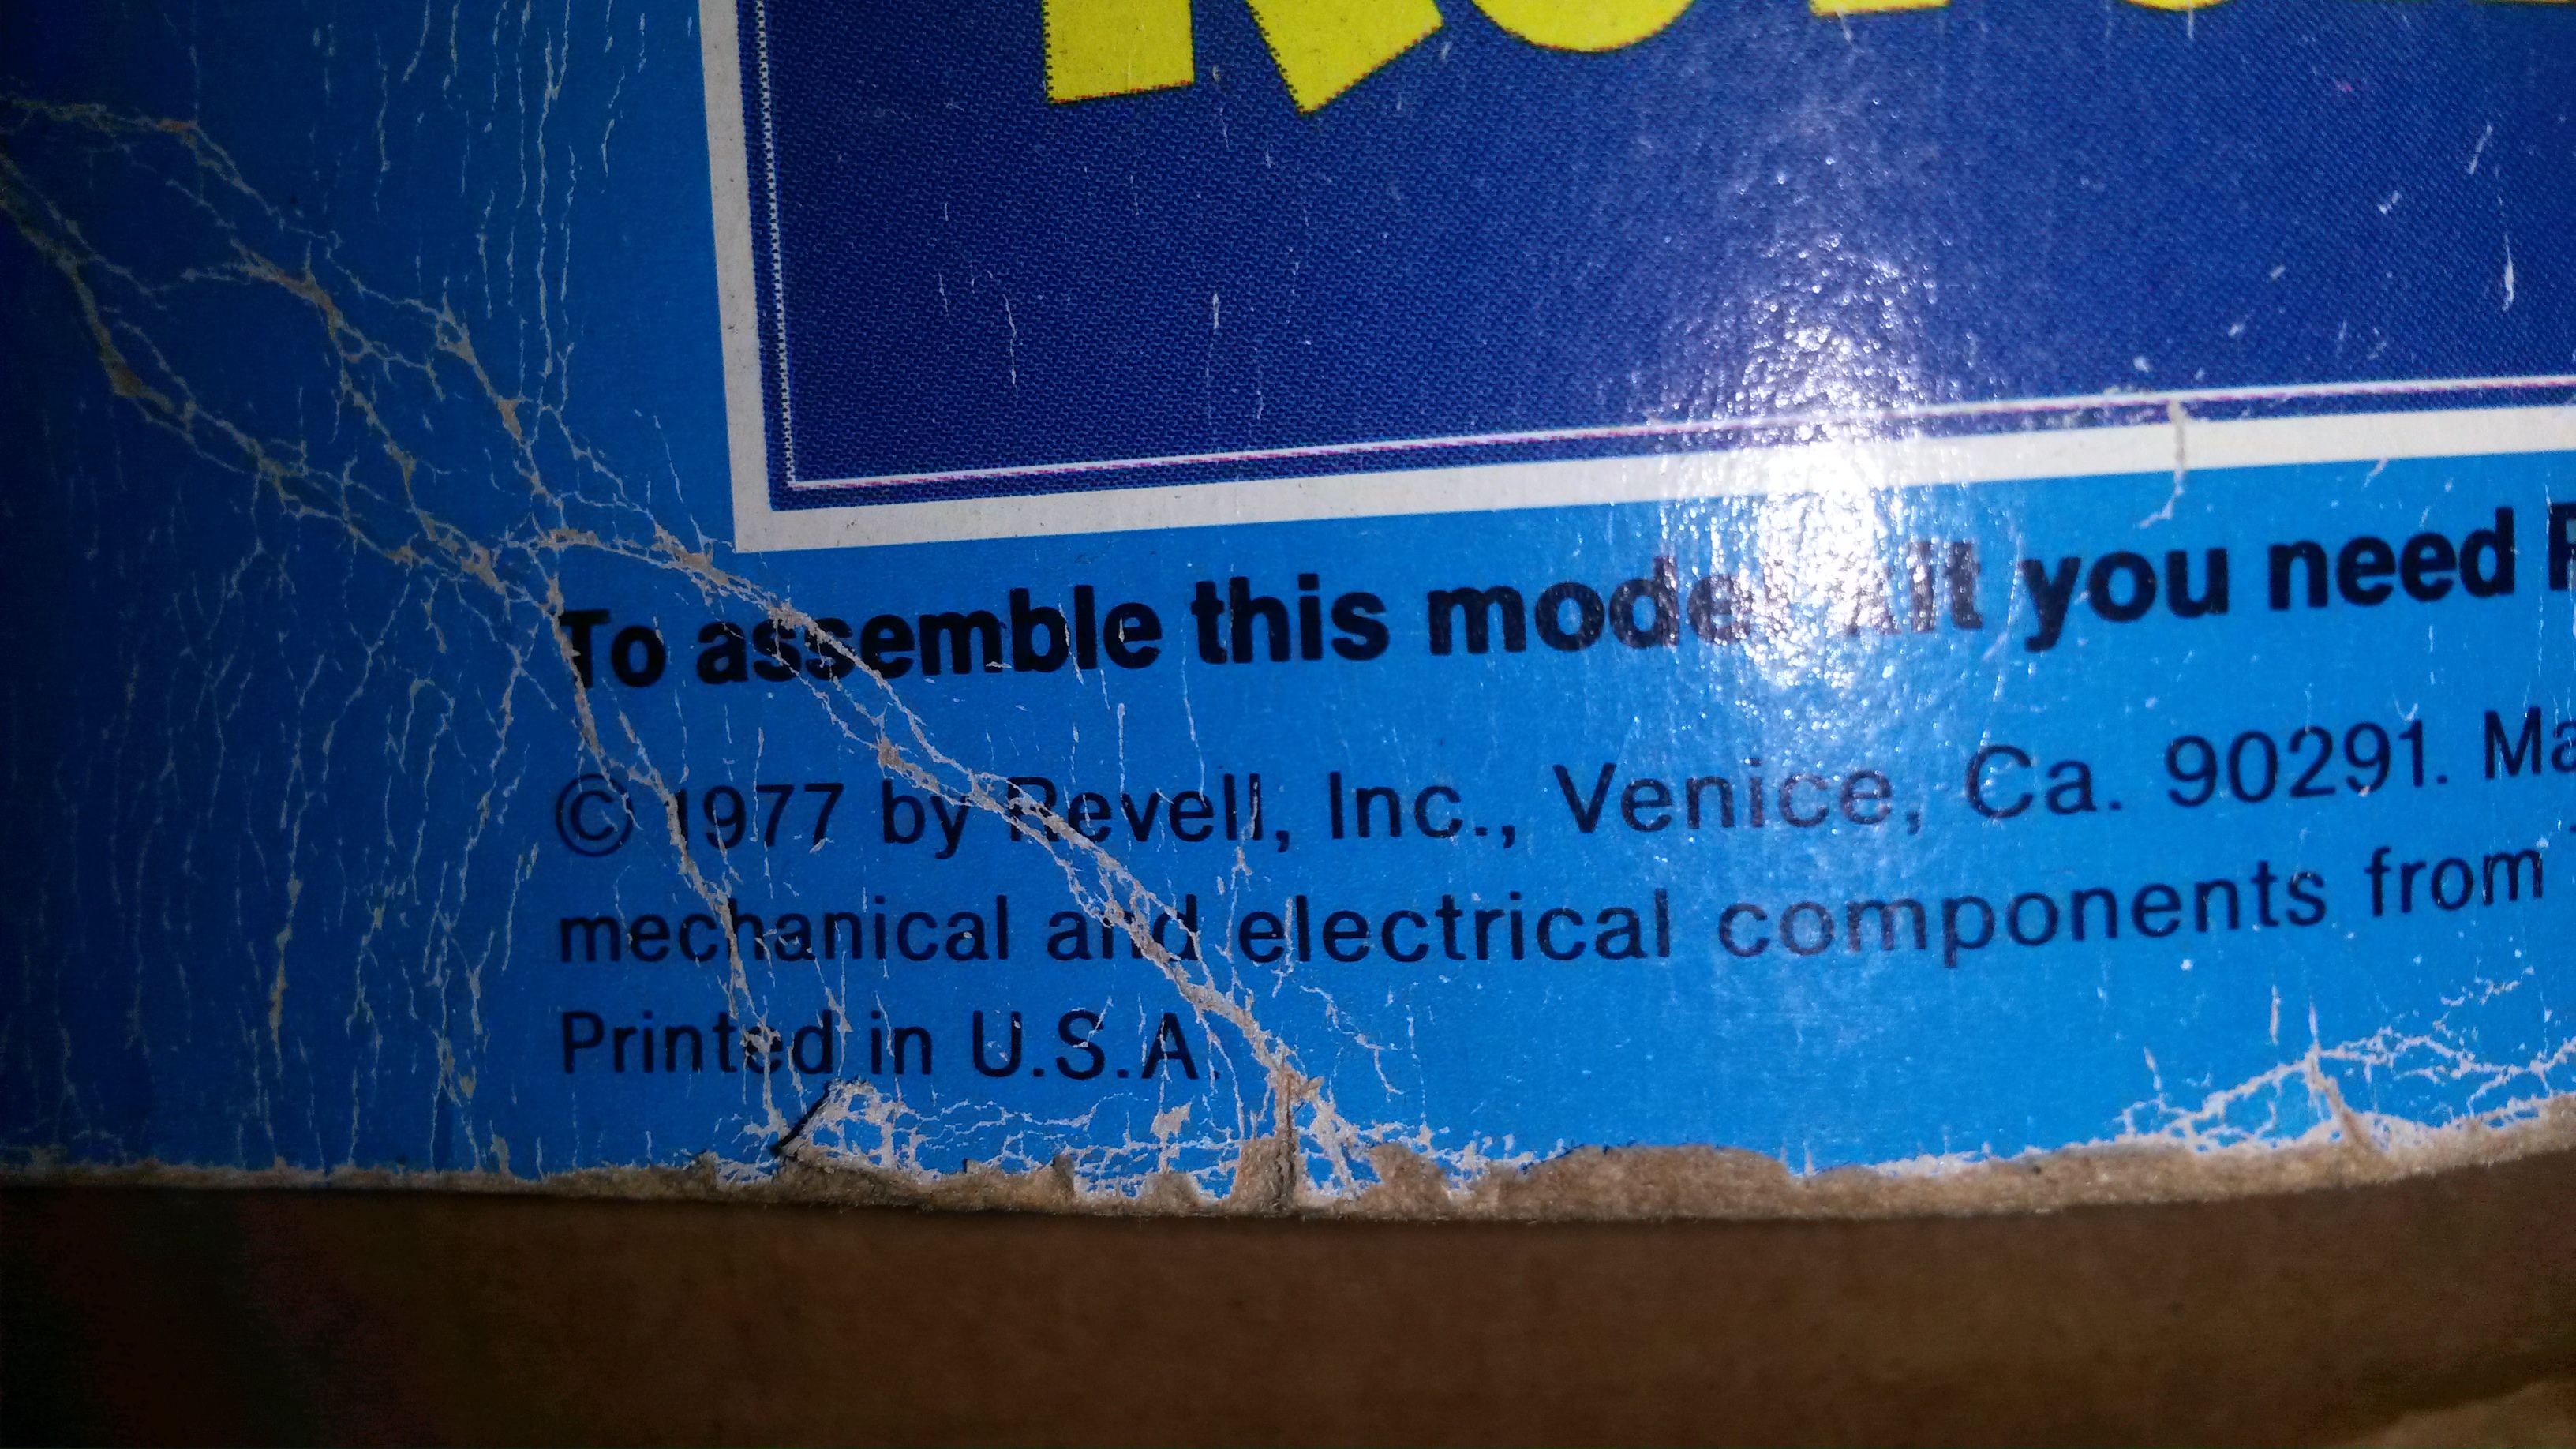 To assemble this model kit you need
© 1977 by Revell, Inc., Venice, Ca. 90291.
mechanical and electrical components from
Printed in U.S.A.